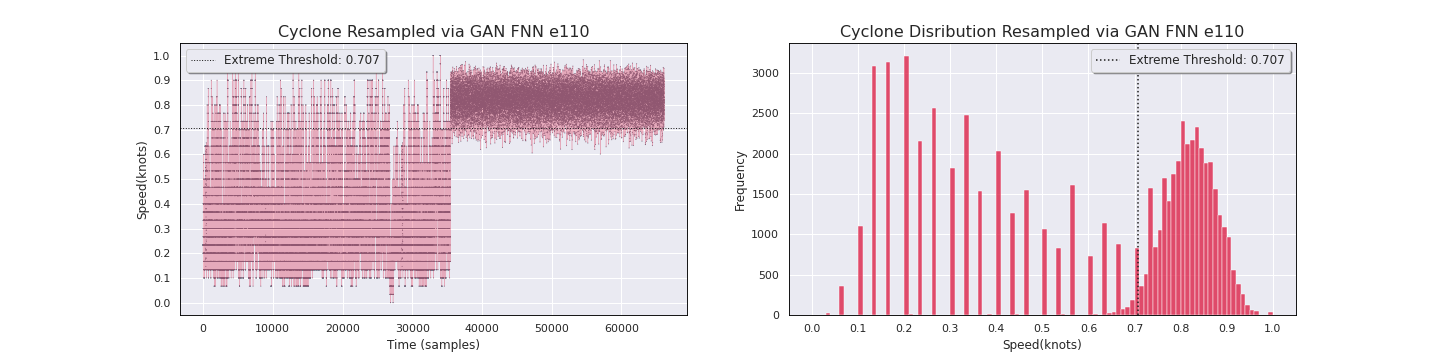 Cyclone Resampled via GAN FNN e110
Extreme Threshold: 0.707
Speed(knots)
1.0
0.9
0.8
0.7
0.6
0.5
0.4
0.3
0.2
0.1
0.0
0 10000 20000 30000 40000 50000 60000
Time (samples)
Cyclone Disribution Resampled via GAN FNN e110
Extreme Threshold: 0.707
Frequency
3000
2500
2000
1500
1000
500
0
0.0 0.1 0.2 0.3 0.4 0.5 0.6 0.7 0.8 0.9 1.0
Speed(knots)